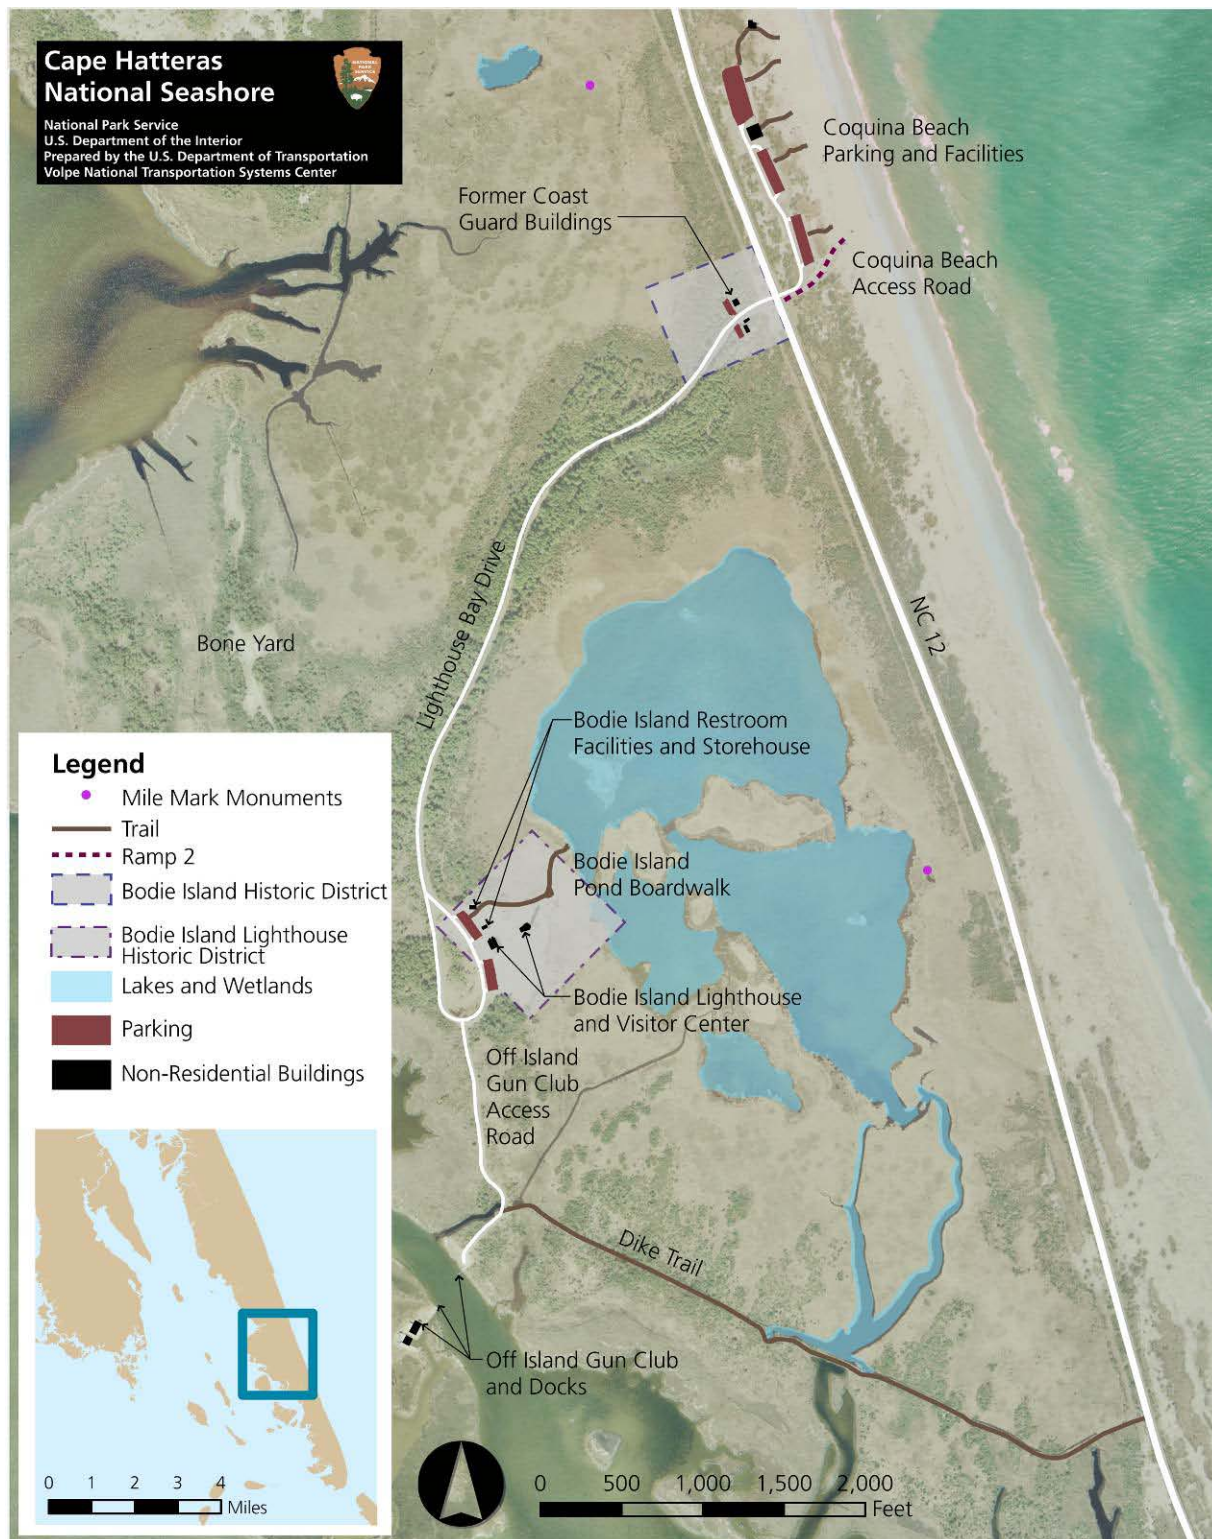 Cape Hatteras
National Seashore
NATIONAL
PARK
SERVICE
National Park Service
U.S. Department of the Interior
Prepared by the U.S. Department of Transportation
Volpe National Transportation Systems Center
Coquina Beach
Parking and Facilities
Former Coast
Guard Buildings
Coquina Beach
Access Road
Lighthouse Bay Drive
NC 12
Bone Yard
Bodie Island Restroom
Facilities and Storehouse
Bodie Island
Pond Boardwalk
Bodie Island Lighthouse
and Visitor Center
Off Island
Gun Club
Access
Road
Dike Trail
Off Island Gun Club
and Docks
Legend
Mile Mark Monuments
Trail
Ramp 2
Bodie Island Historic District
Bodie Island Lighthouse
Historic District
Lakes and Wetlands
Parking
Non-Residential Buildings
0 1 2 3 4
Miles
0 500 1,000 1,500 2,000
Feet